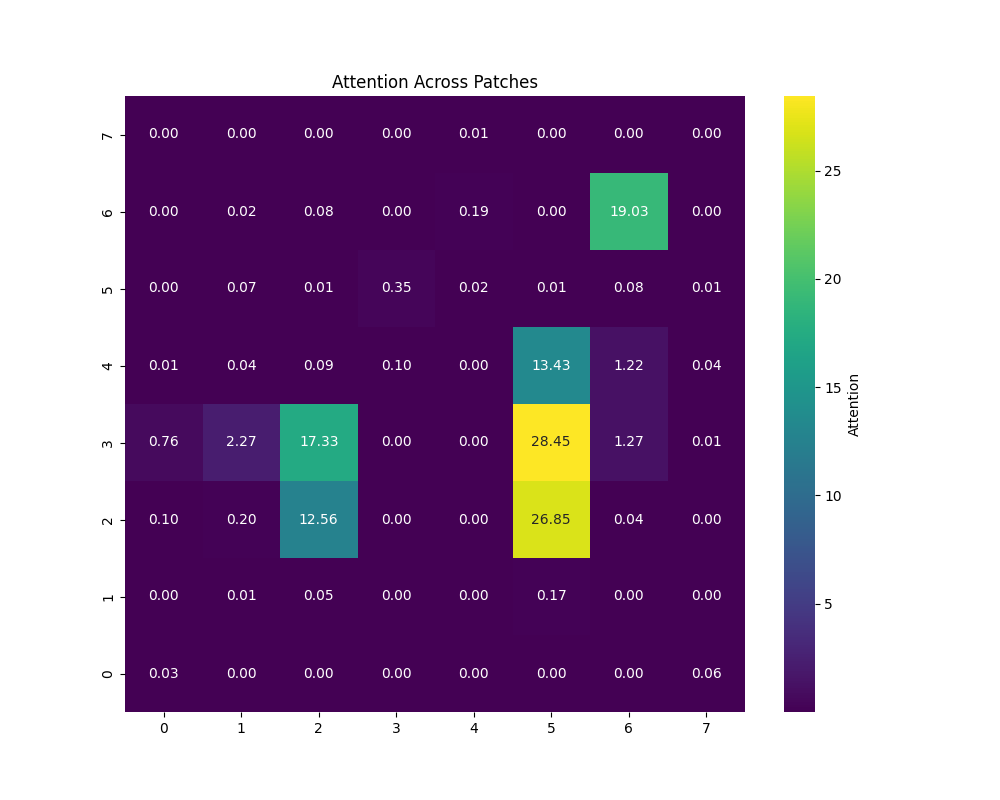 Attention Across Patches
7 0.00 0.00 0.00 0.00 0.01 0.00 0.00 0.00
6 0.00 0.02 0.08 0.00 0.19 0.00 19.03 0.00
5 0.00 0.07 0.01 0.35 0.02 0.01 0.08 0.01
4 0.01 0.04 0.09 0.10 0.00 13.43 1.22 0.04
3 0.76 2.27 17.33 0.00 0.00 28.45 1.27 0.01
2 0.10 0.20 12.56 0.00 0.00 26.85 0.04 0.00
1 0.00 0.01 0.05 0.00 0.00 0.17 0.00 0.00
0 0.03 0.00 0.00 0.00 0.00 0.00 0.00 0.06
0 1 2 3 4 5 6 7
25
20
15
10
5
Attention